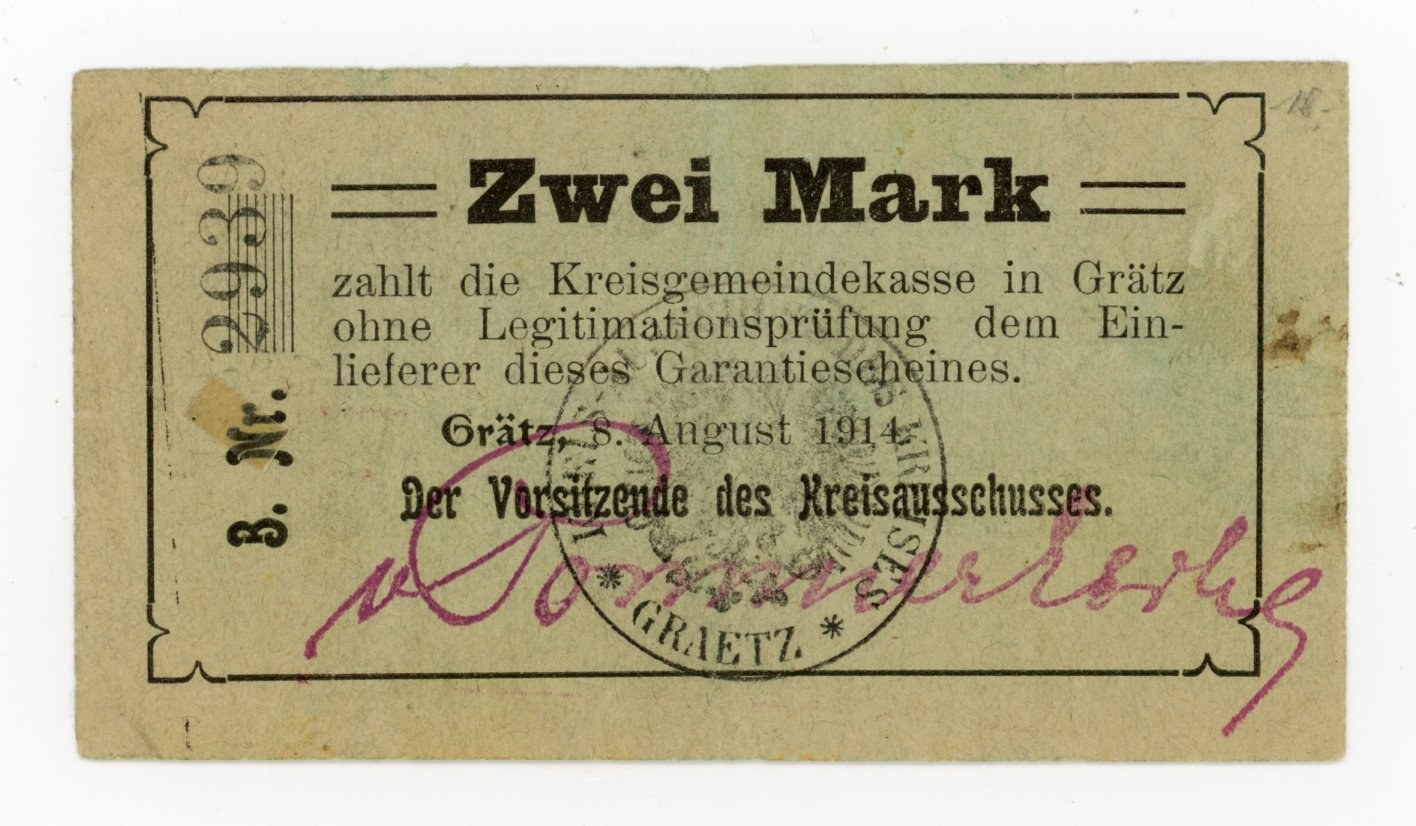 Zwei Mark
zahlt die Kreisgemeindekasse in Grätz
ohne Legitimationsprüfung dem Ein-
lieferer dieses Garantiescheines.
Grätz, 8. August 1914.
Der Vorsitzende des Kreisausschusses.
B. Nr. 2939
* GRAETZ *
18.-